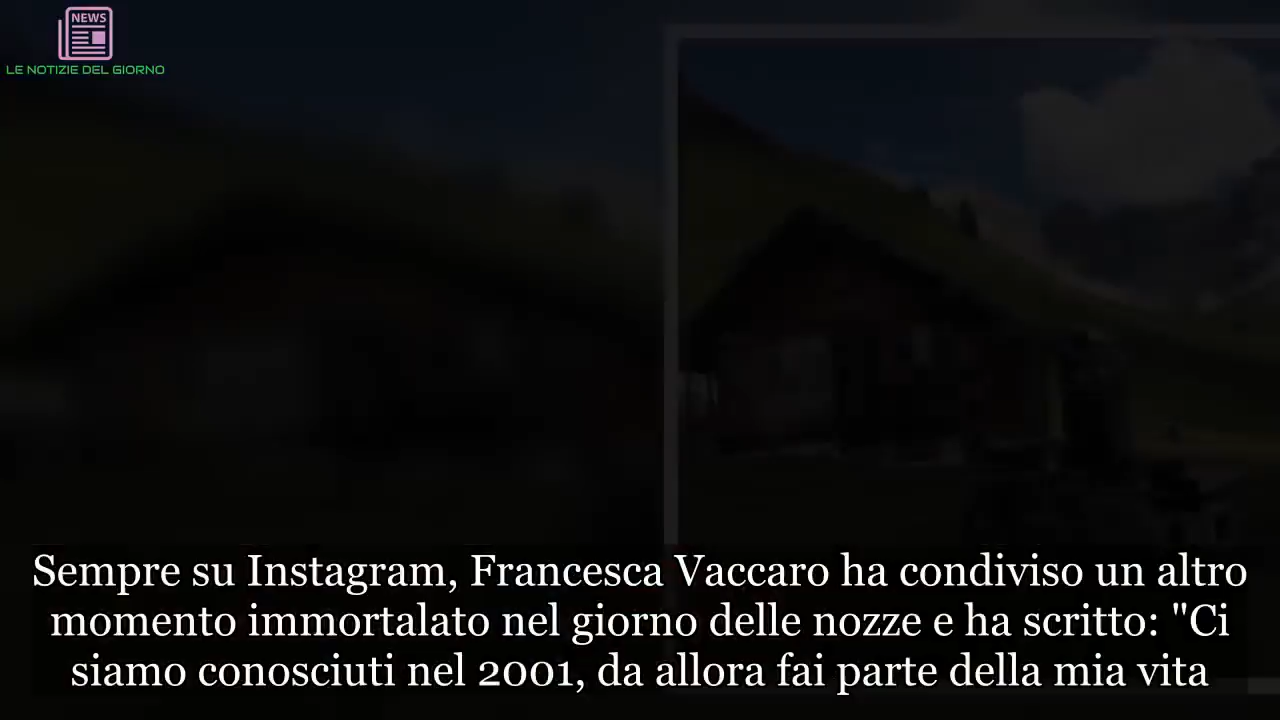 NEWS
LE NOTIZIE DEL GIORNO
Sempre su Instagram, Francesca Vaccaro ha condiviso un altro
momento immortalato nel giorno delle nozze e ha scritto: "Ci
siamo conosciuti nel 2001, da allora fai parte della mia vita